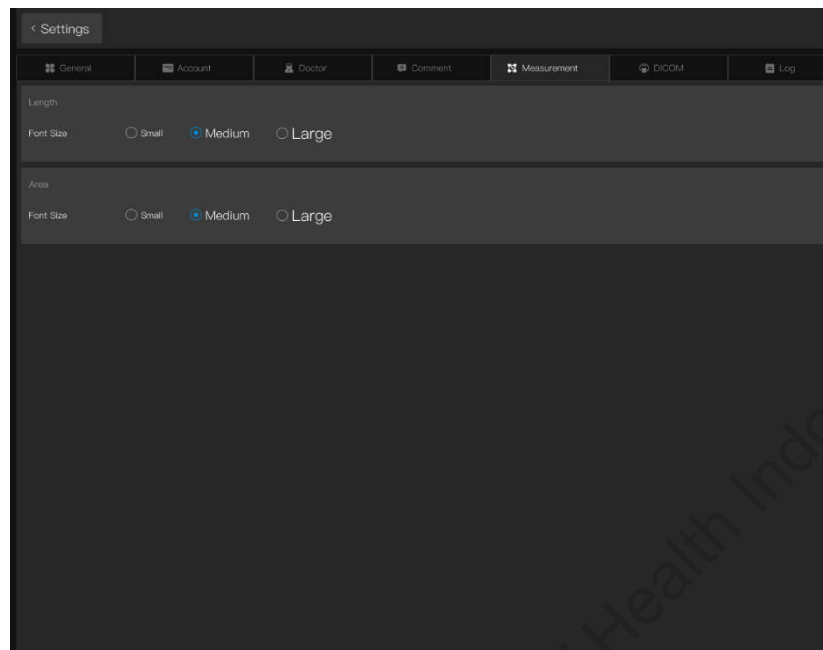 < Settings
General Account Doctor Comment Measurement DICOM Log
Length
Font Size Small Medium Large
Area
Font Size Small Medium Large
Health